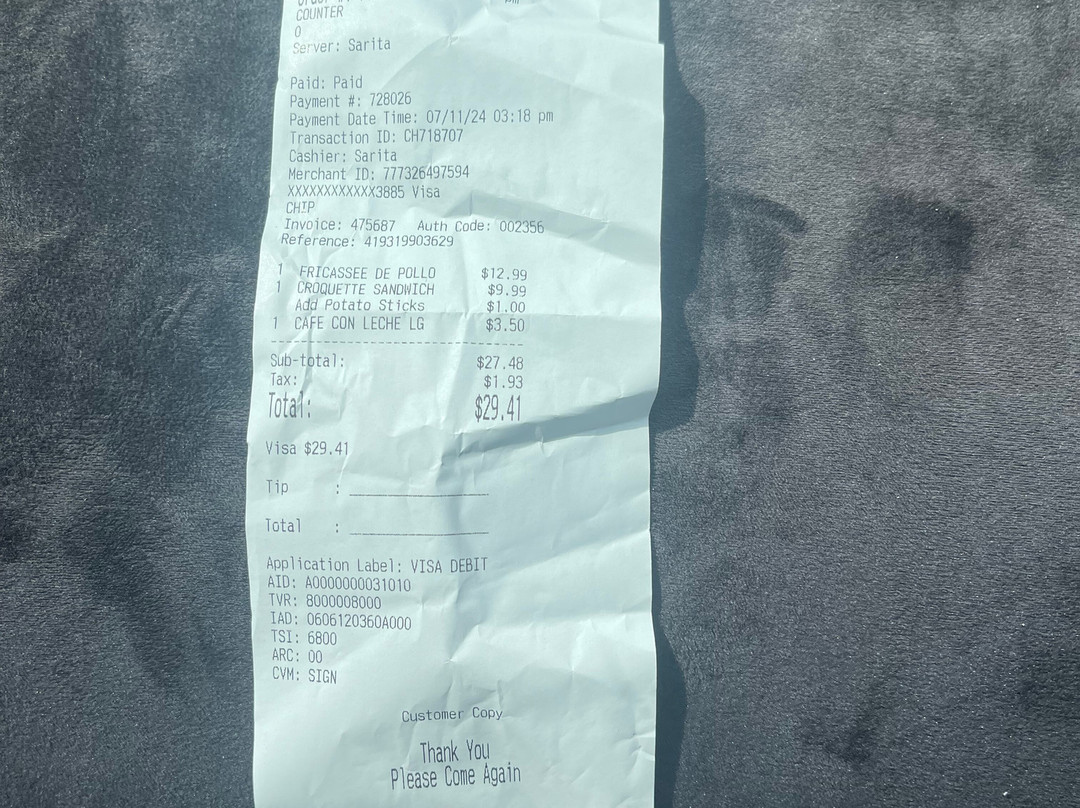 COUNTER
0
Server: Sarita
Paid: Paid
Payment #: 728026
Payment Date Time: 07/11/24 03:18 pm
Transaction ID: CH718707
Cashier: Sarita
Merchant ID: 777326497594
XXXXXXXXXXXX3885 Visa
CHIP
Invoice: 475687 Auth Code: 002356
Reference: 419319903629
1 FRICASSEE DE POLLO $12.99
1 CROQUETTE SANDWICH $9.99
Add Potato Sticks $1.00
1 CAFE CON LECHE LG $3.50
Sub-total: $27.48
Tax: $1.93
Total: $29.41
Visa $29.41
Tip :
Total :
Application Label: VISA DEBIT
AID: A0000000031010
TVR: 8000008000
IAD: 0606120360A000
TSI: 6800
ARC: 00
CVM: SIGN
Customer Copy
Thank You
Please Come Again